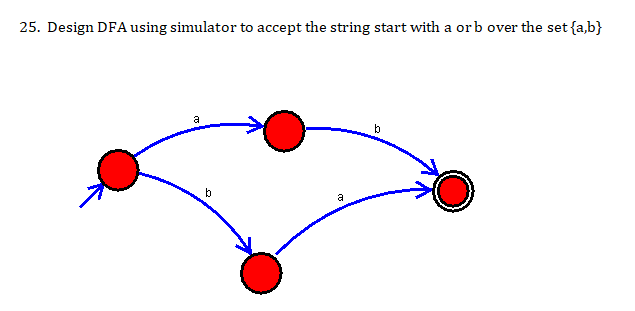 25. Design DFA using simulator to accept the string start with a or b over the set {a,b}
a
b
b
a